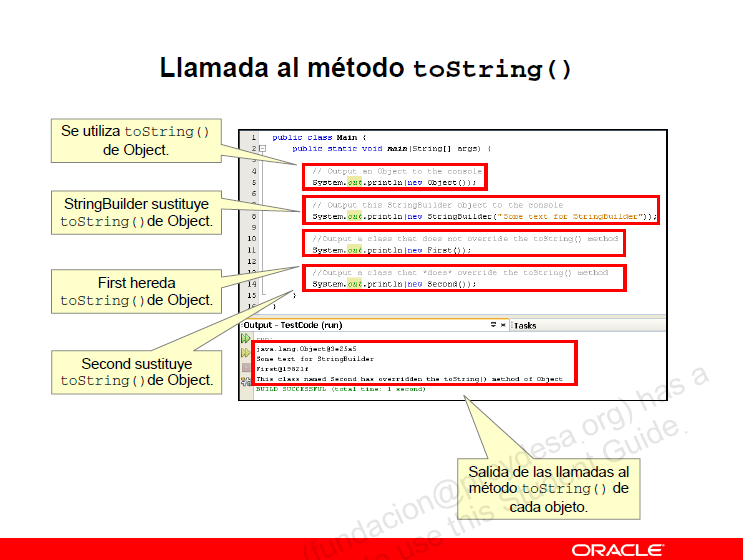 Llamada al método toString()
Se utiliza toString()
de Object.
StringBuilder sustituye
toString()de Object.
First hereda
toString()de Object.
Second sustituye
toString()de Object.
1 public class Main {
2 public static void main(String[] args) {
4 // Output an Object to the console
5 System.out.println(new Object());
// Output this StringBuilder object to the console
8 System.out.println(new StringBuilder("Some text for StringBuilder"));
10 //Output a class that does not override the toString() method
11 System.out.println(new First());
//Output a class that *does* override the toString() method
14 System.out.println(new Second());
15 }
}
Output - TestCode (run)
Tasks
run:
java.lang.Object@3e25a5
Some text for StringBuilder
First@19821f
This class named Second has overridden the toString() method of Object
BUILD SUCCESSFUL (total time: 1 second)
Salida de las llamadas al
método toString() de
cada objeto.
org) has a
(fundacion@
use this Student Guide.
ORACLE